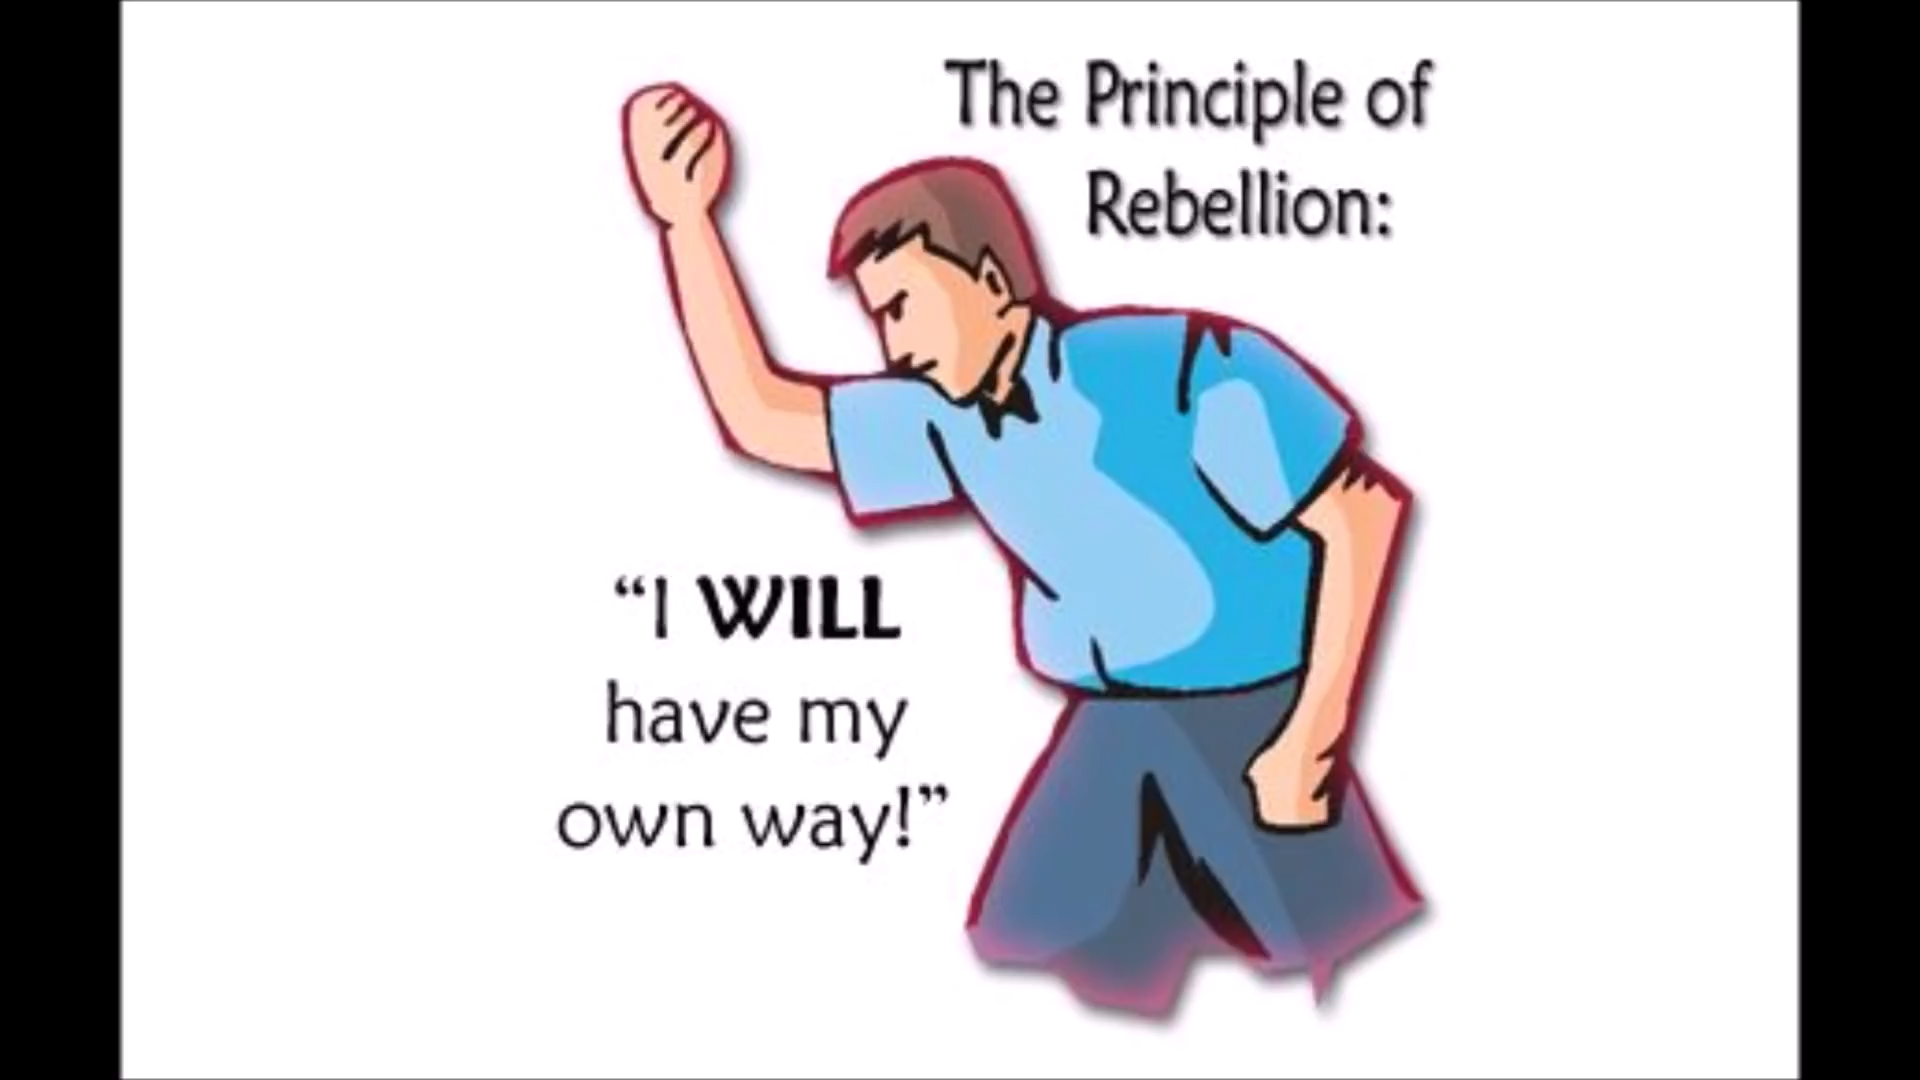 The Principle of
Rebellion:
“I WILL
have my
own way!”